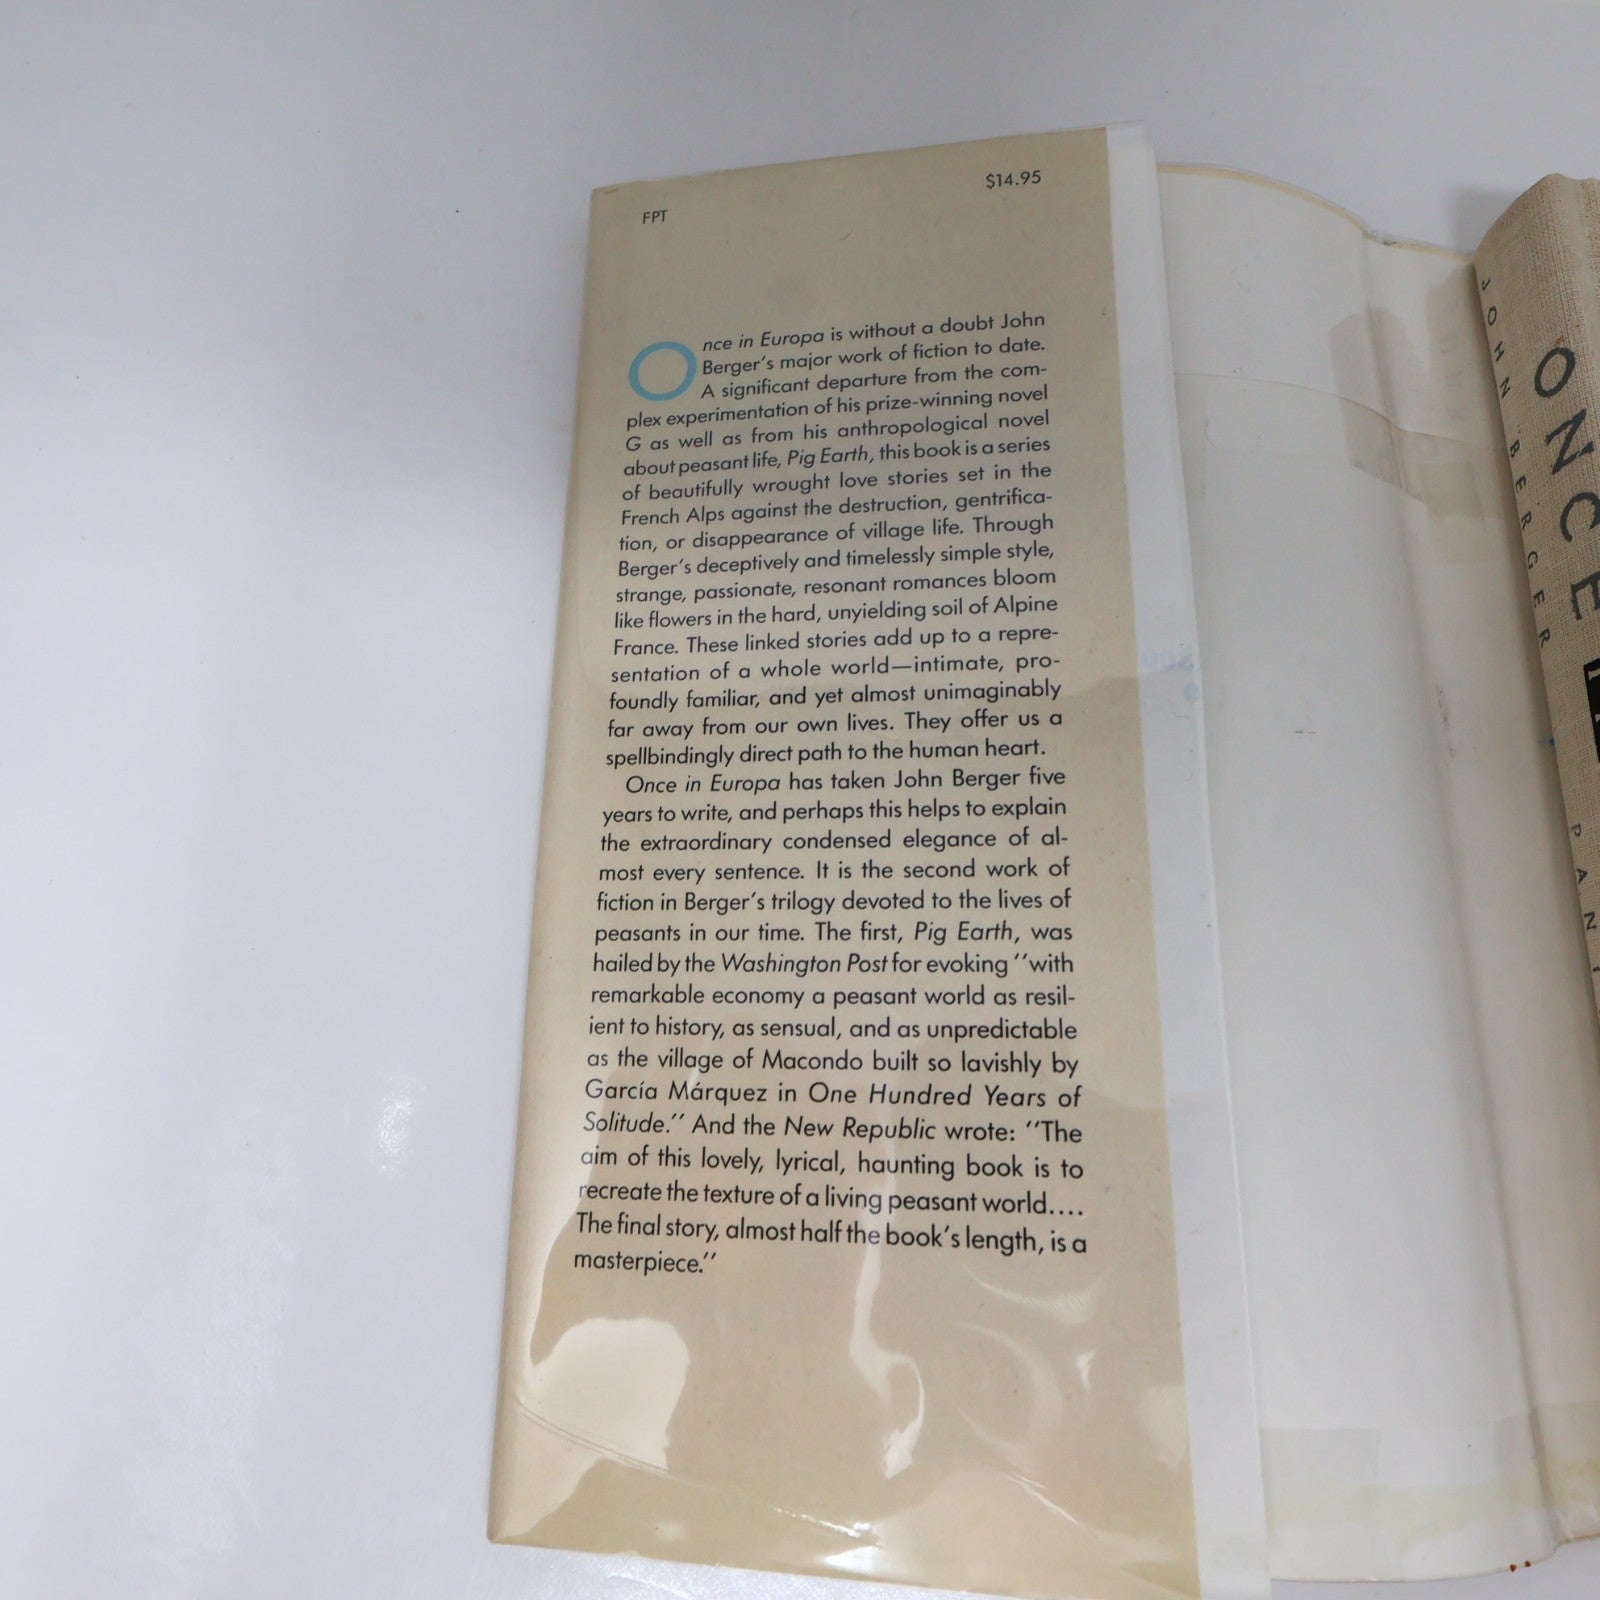 $14.95
FPT
Once in Europa is without a doubt John
Berger's major work of fiction to date.
A significant departure from the com-
plex experimentation of his prize-winning novel
G as well as from his anthropological novel
about peasant life, Pig Earth, this book is a series
of beautifully wrought love stories set in the
French Alps against the destruction, gentrifica-
tion, or disappearance of village life. Through
Berger's deceptively and timelessly simple style,
strange, passionate, resonant romances bloom
like flowers in the hard, unyielding soil of Alpine
France. These linked stories add up to a repre-
sentation of a whole world—intimate, pro-
foundly familiar, and yet almost unimaginably
far away from our own lives. They offer us a
spellbindingly direct path to the human heart.
Once in Europa has taken John Berger five
years to write, and perhaps this helps to explain
the extraordinary condensed elegance of al-
most every sentence. It is the second work of
fiction in Berger's trilogy devoted to the lives of
peasants in our time. The first, Pig Earth, was
hailed by the Washington Post for evoking "with
remarkable economy a peasant world as resil-
ient to history, as sensual, and as unpredictable
as the village of Macondo built so lavishly by
García Márquez in One Hundred Years of
Solitude." And the New Republic wrote: "The
aim of this lovely, lyrical, haunting book is to
recreate the texture of a living peasant world....
The final story, almost half the book's length, is a
masterpiece."
JOHN BERGER
ONCE